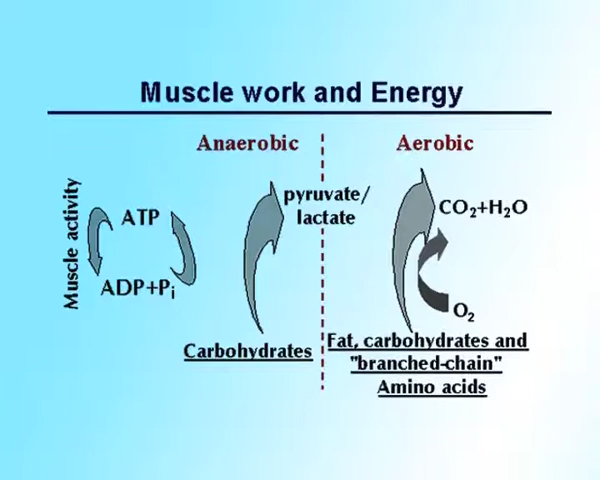 Muscle work and Energy
Anaerobic
Aerobic
Muscle activity
ATP
ADP+Pi
pyruvate/
lactate
Carbohydrates
CO₂+H₂O
O₂
Fat, carbohydrates and
"branched-chain"
Amino acids